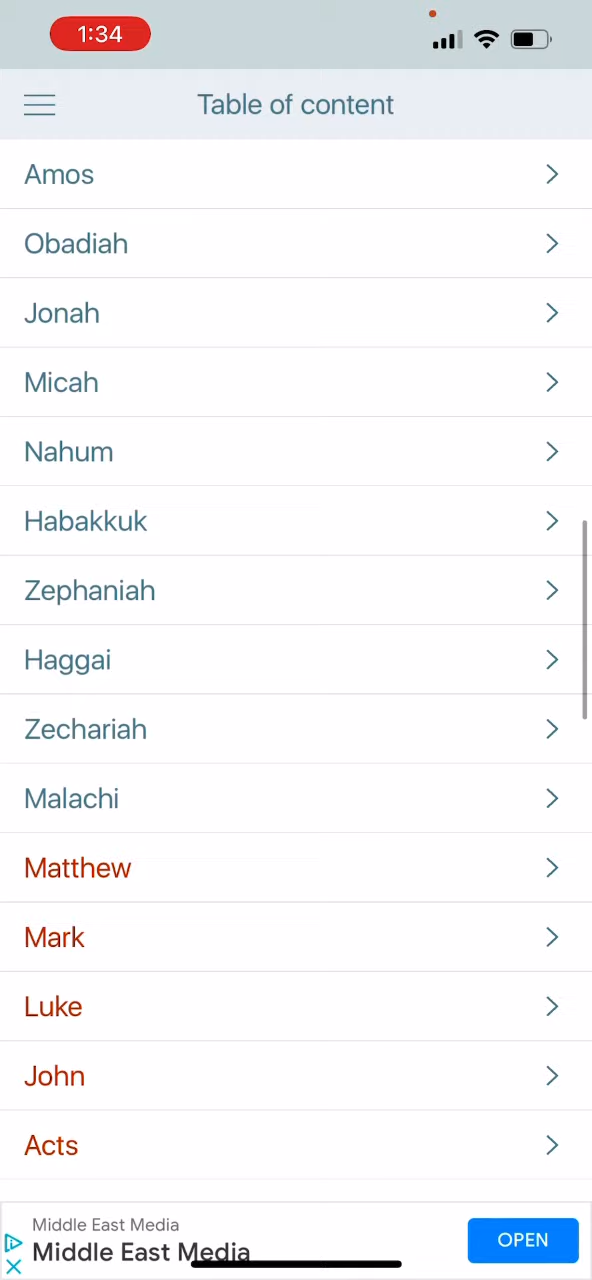 1:34
Table of content
Amos
Obadiah
Jonah
Micah
Nahum
Habakkuk
Zephaniah
Haggai
Zechariah
Malachi
Matthew
Mark
Luke
John
Acts
Middle East Media
Middle East Media
OPEN